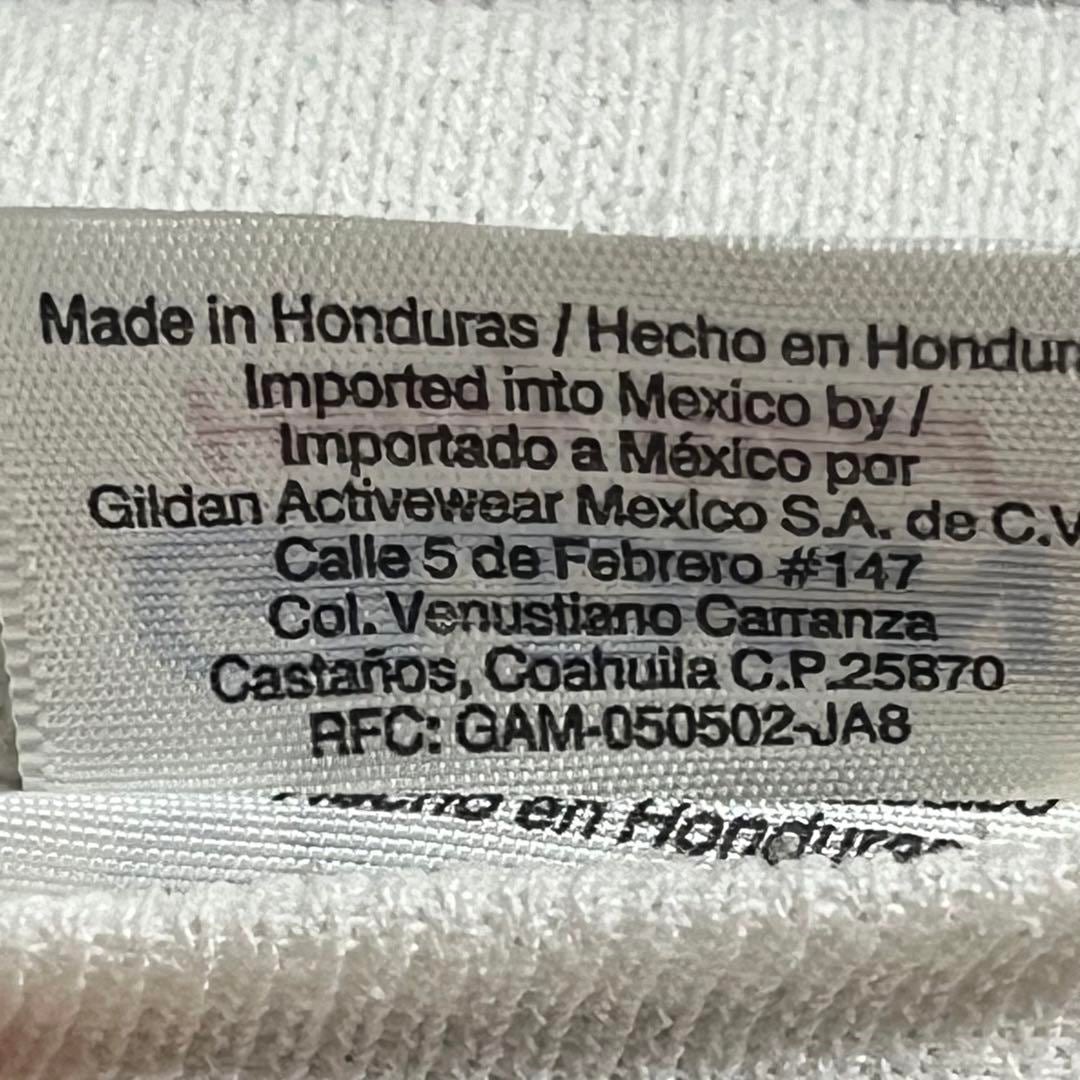 Made in Honduras / Hecho en Hondur
Imported into Mexico by /
Importado a México por
Gildan Activewear Mexico S.A. de C.V
Calle 5 de Febrero #147
Col. Venustiano Carranza
Castaños, Coahuila C.P.25870
RFC: GAM-050502-JA8
en Honduras